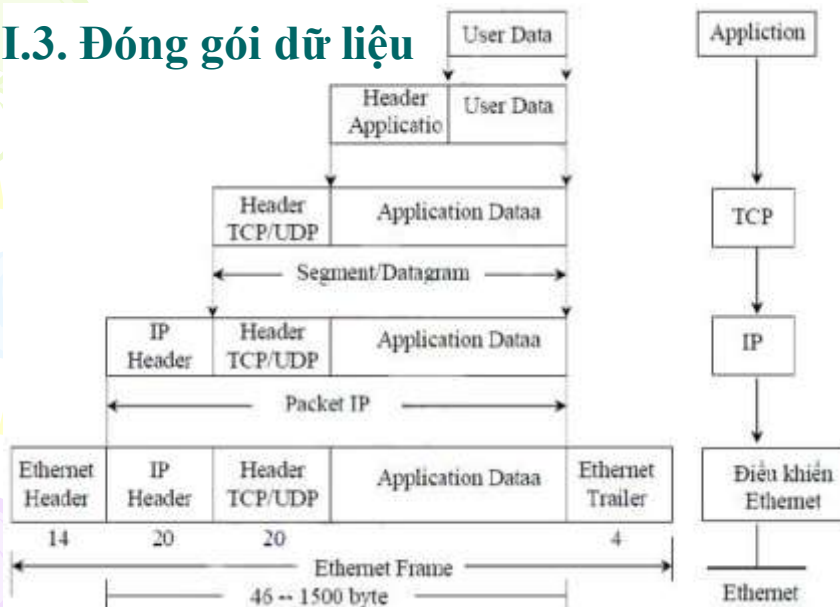 I.3. Đóng gói dữ liệu
User Data
Appliction
Header
Applicatio
User Data
Header
TCP/UDP
Application Dataa
TCP
Segment/Datagram
IP
Header
Header
TCP/UDP
Application Dataa
IP
Packet IP
Ethernet
Header
IP
Header
Header
TCP/UDP
Application Dataa
Ethernet
Trailer
Điều khiển
Ethernet
14
20
20
4
Ethernet Frame
46 -- 1500 byte
Ethernet